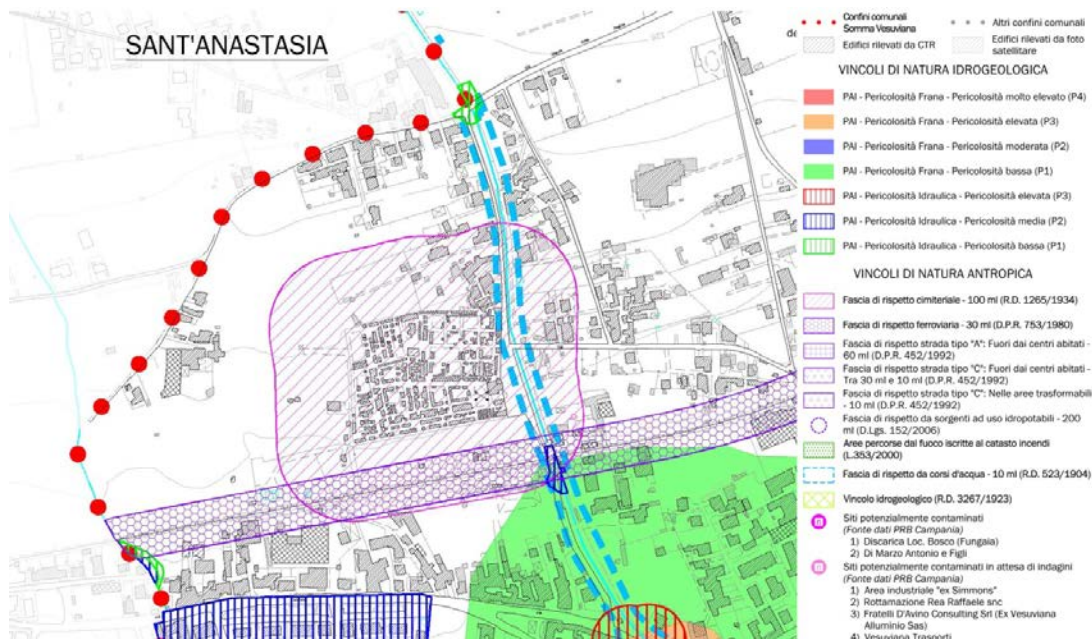 SANT'ANASTASIA
Confini comunali
Somma Vesuviana
Altri confini comunali
Edifici rilevati da CTR
Edifici rilevati da foto
satellitare
VINCOLI DI NATURA IDROGEOLOGICA
PAI - Pericolosità Frana - Pericolosità molto elevato (P4)
PAI - Pericolosità Frana - Pericolosità elevata (P3)
PAI - Pericolosità Frana - Pericolosità moderata (P2)
PAI - Pericolosità Frana - Pericolosità bassa (P1)
PAI - Pericolosità Idraulica - Pericolosità elevata (P3)
PAI - Pericolosità Idraulica - Pericolosità media (P2)
PAI - Pericolosità Idraulica - Pericolosità bassa (P1)
VINCOLI DI NATURA ANTROPICA
Fascia di rispetto cimiteriale - 100 ml (R.D. 1265/1934)
Fascia di rispetto ferroviaria - 30 ml (D.P.R. 753/1980)
Fascia di rispetto strada tipo "A": Fuori dai centri abitati -
60 ml (D.P.R. 452/1992)
Fascia di rispetto strada tipo "C": Fuori dai centri abitati -
Tra 30 ml e 10 ml (D.P.R. 452/1992)
Fascia di rispetto strada tipo "C": Nelle aree trasformabili
- 10 ml (D.P.R. 452/1992)
Fascia di rispetto da sorgenti ad uso idropotabili - 200
ml (D.Lgs. 152/2006)
Aree percorse dal fuoco iscritte al catasto incendi
(L.353/2000)
Fascia di rispetto da corsi d'acqua - 10 ml (R.D. 523/1904)
Vincolo idrogeologico (R.D. 3267/1923)
Siti potenzialmente contaminati
(Fonte dati PRB Campania)
1) Discarica Loc. Bosco (Fungaia)
2) Di Marzo Antonio e Figli
Siti potenzialmente contaminati in attesa di indagini
(Fonte dati PRB Campania)
1) Area industriale "ex Simmons"
2) Rottamazione Rea Raffaele snc
3) Fratelli D'Avino Consulting Srl (Ex Vesuviana
Alluminio Sas)
4) Vesuviana Trasporti